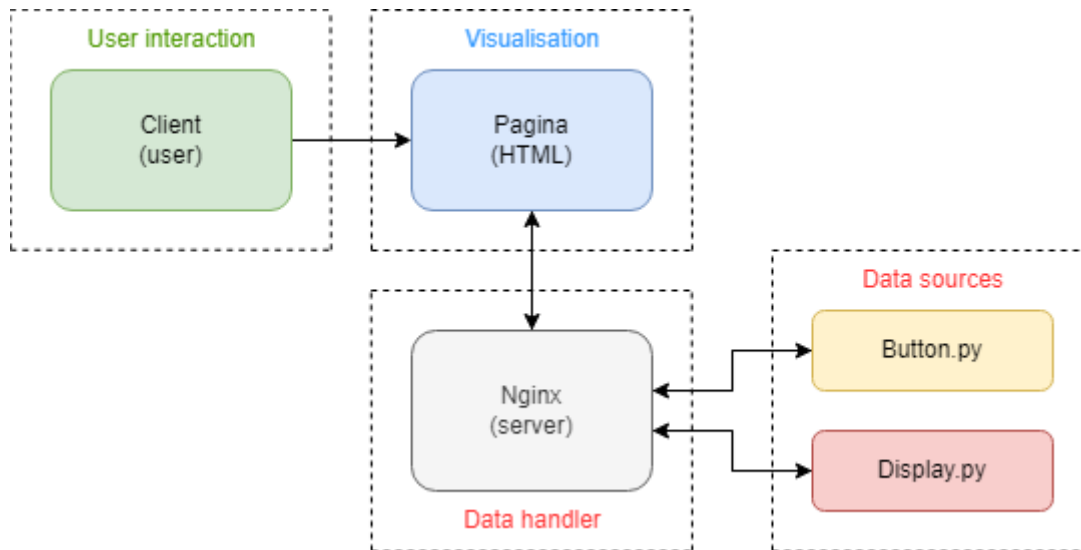 User interaction
Client
(user)
Visualisation
Pagina
(HTML)
Nginx
(server)
Data handler
Data sources
Button.py
Display.py